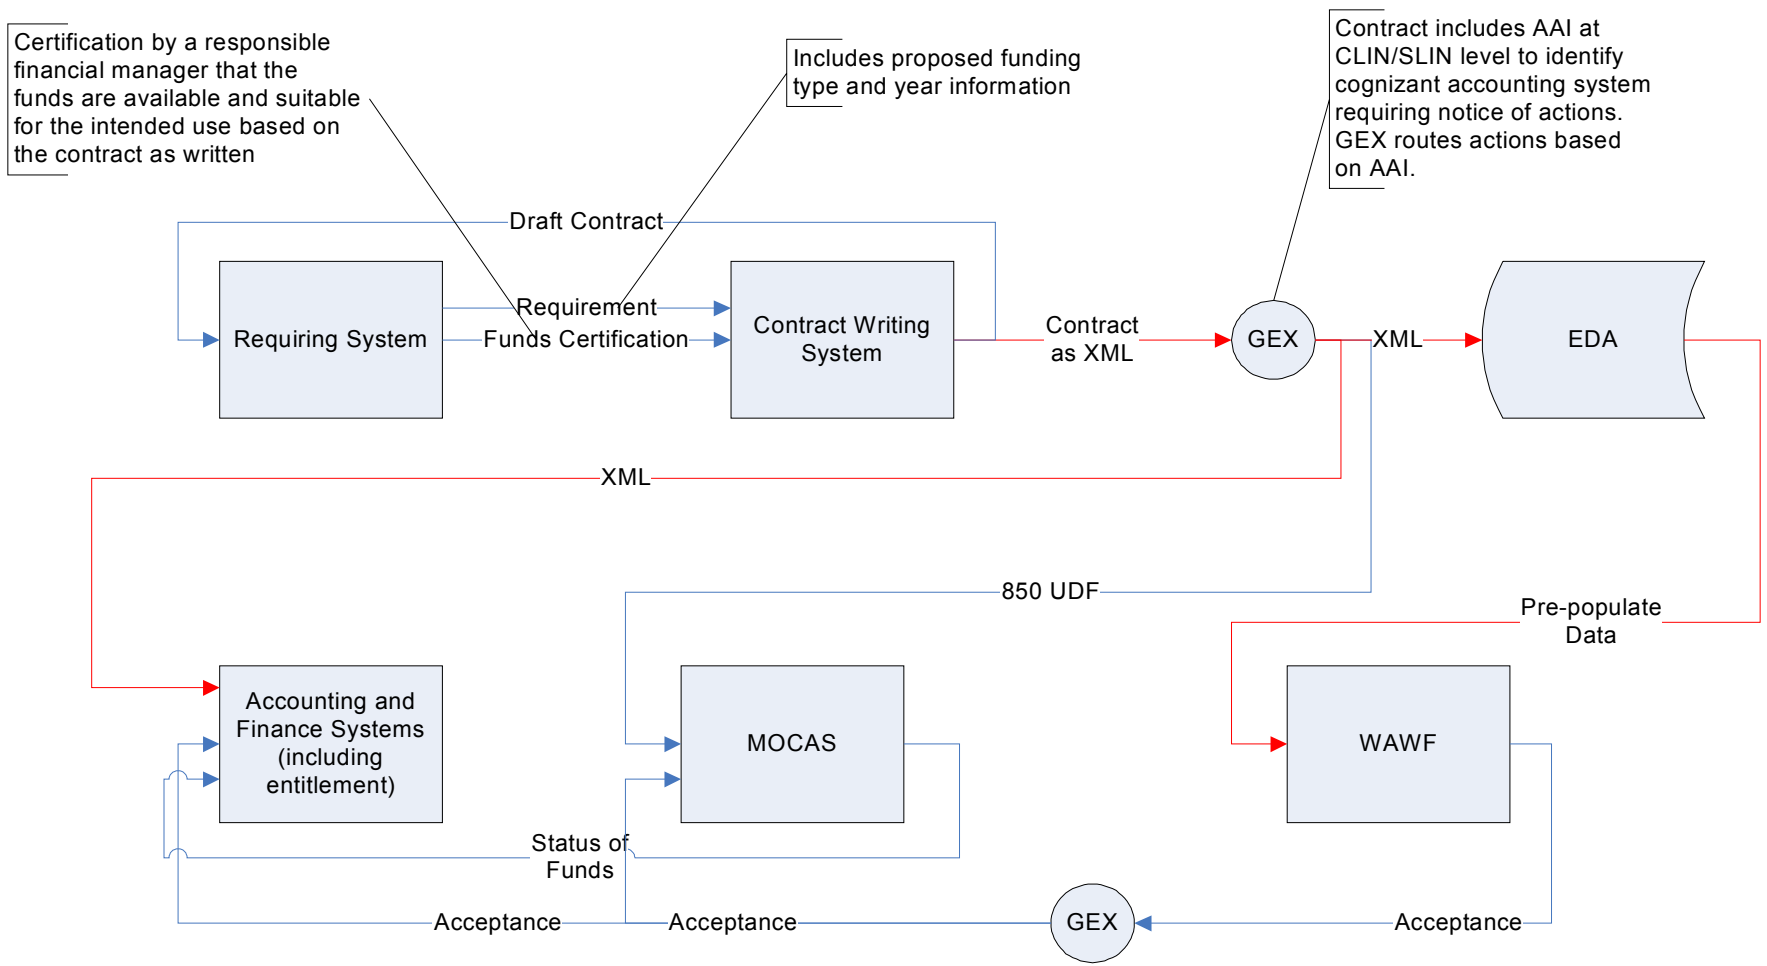 Certification by a responsible
financial manager that the
funds are available and suitable
for the intended use based on
the contract as written
Includes proposed funding
type and year information
Contract includes AAI at
CLIN/SLIN level to identify
cognizant accounting system
requiring notice of actions.
GEX routes actions based
on AAI.
Draft Contract
Requiring System
Requirement
Funds Certification
Contract Writing
System
Contract
as XML
GEX
XML
EDA
XML
850 UDF
Pre-populate
Data
Accounting and
Finance Systems
(including
entitlement)
MOCAS
WAWF
Status of
Funds
Acceptance
Acceptance
GEX
Acceptance